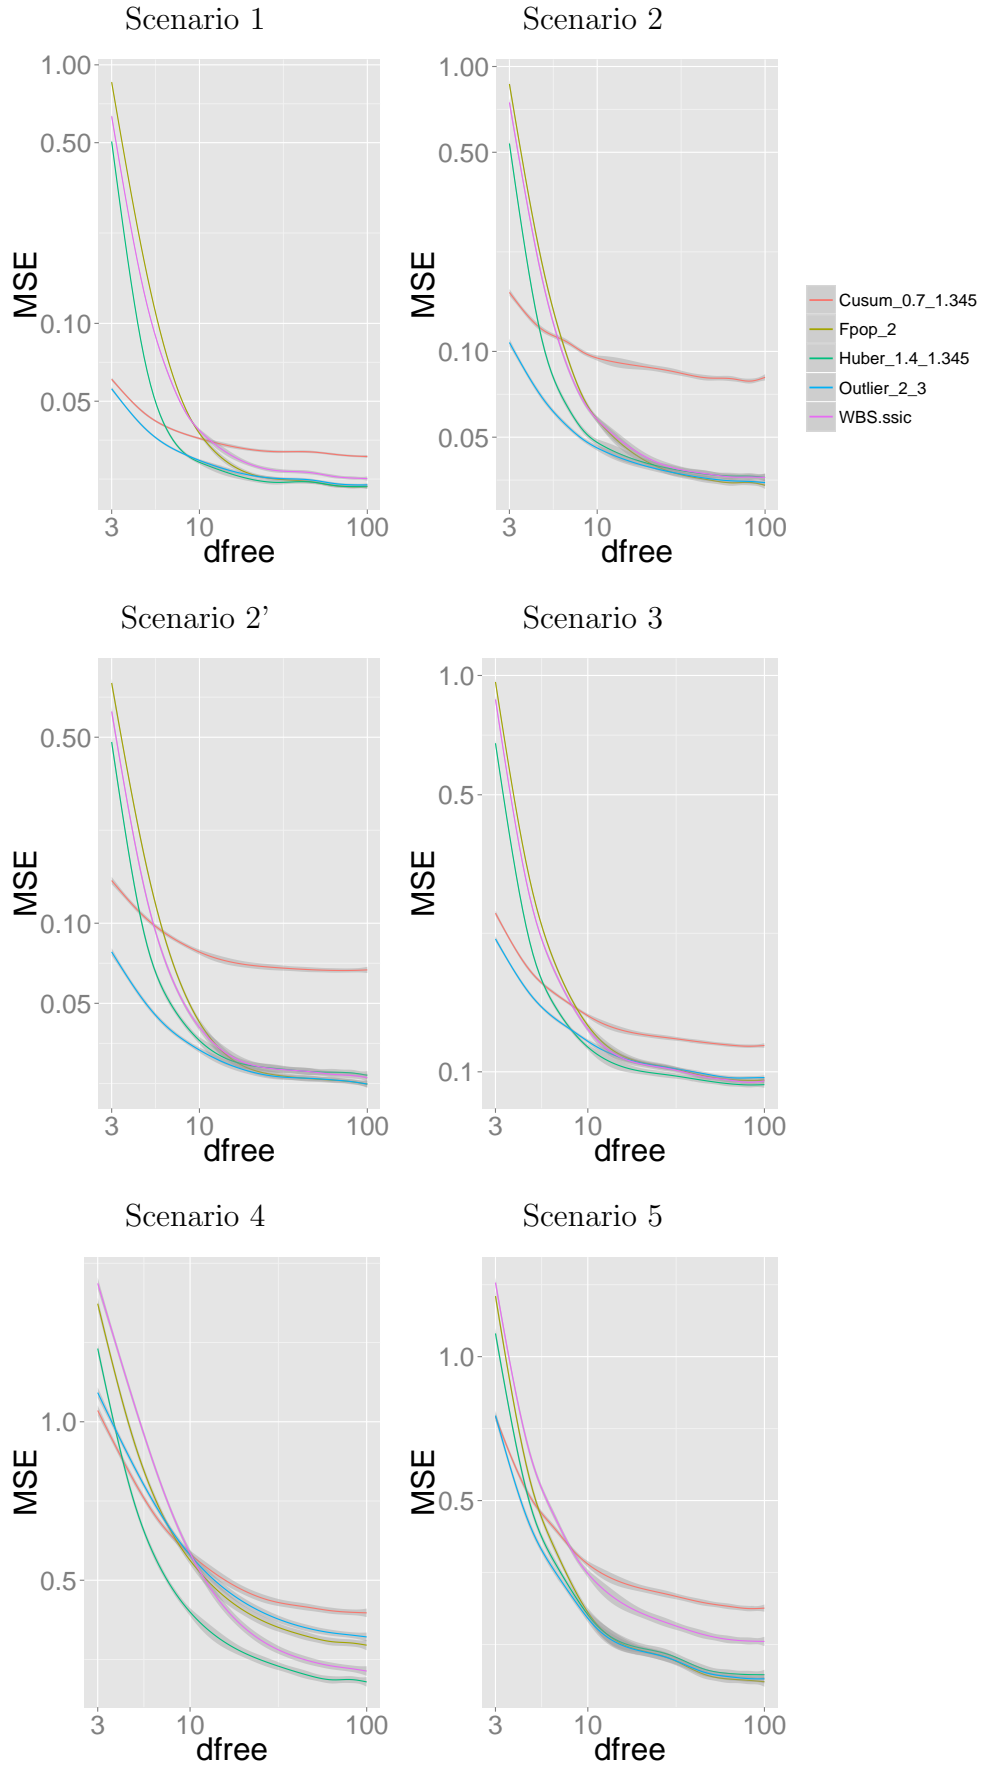 Scenario 1
Scenario 2
1.00
0.50
0.10
0.05
MSE
3
10
100
dfree
1.00
0.50
0.10
0.05
MSE
3
10
100
dfree
Cusum_0.7_1.345
Fpop_2
Huber_1.4_1.345
Outlier_2_3
WBS.ssic
Scenario 2’
Scenario 3
0.50
0.10
0.05
MSE
3
10
100
dfree
1.0
0.5
0.1
MSE
3
10
100
dfree
Scenario 4
Scenario 5
1.0
0.5
MSE
3
10
100
dfree
1.0
0.5
MSE
3
10
100
dfree